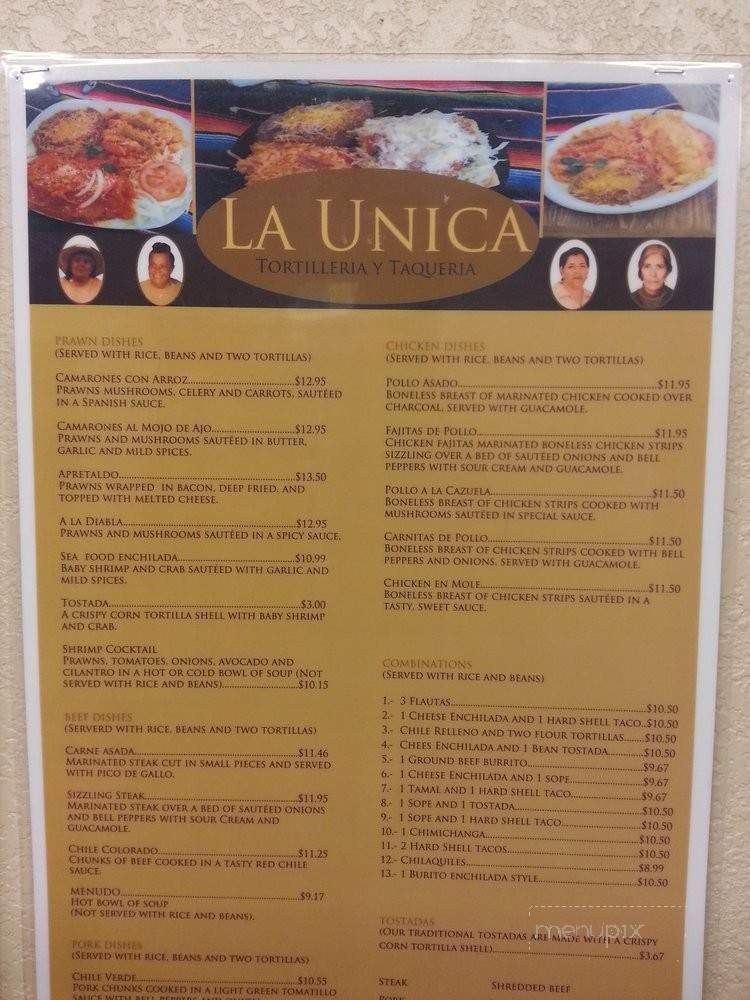 La Unica
Tortilleria y Taqueria
Prawn Dishes
(Served with rice, beans and two tortillas)
Camarones con Arroz...$12.95
Prawns mushrooms, celery and carrots, sautéed
in a Spanish sauce.
Camarones al Mojo de Ajo...$12.95
Prawns and mushrooms sautéed in butter,
garlic and mild spices.
Apretaldo...$13.50
Prawns wrapped in bacon, deep fried, and
topped with melted cheese.
A la Diabla...$12.95
Prawns and mushrooms sautéed in a spicy sauce.
Sea food enchilada...$10.99
Baby shrimp and crab sautéed with garlic and
mild spices.
Tostada...$3.00
A crispy corn tortilla shell with baby shrimp
and crab.
Shrimp Cocktail
Prawns, tomatoes, onions, avocado and
cilantro in a hot or cold bowl of soup (Not
served with rice and beans)...$10.15
Beef Dishes
(Serverd with rice, beans and two tortillas)
Carne asada...$11.46
Marinated steak cut in small pieces and served
with pico de gallo.
Sizzling Steak...$11.95
Marinated steak over a bed of sautéed onions
and bell peppers with sour cream and
guacamole.
Chile Colorado...$11.25
Chunks of beef cooked in a tasty red chile
sauce.
Menudo...$9.17
Hot bowl of soup
(Not served with rice and beans).
Pork Dishes
(Served with rice, beans and two tortillas)
Chile Verde...$10.55
Pork chunks cooked in a light green tomatillo
sauce with bell peppers and onion
Chicken Dishes
(Served with rice, beans and two tortillas)
Pollo Asado...$11.95
Boneless breast of marinated chicken cooked over
charcoal, served with guacamole.
Fajitas de Pollo...$11.95
Chicken fajitas marinated boneless chicken strips
sizzling over a bed of sauteed onions and bell
peppers with sour cream and guacamole.
Pollo a la Cazuela...$11.50
Boneless breast of chicken strips cooked with
mushrooms sautéed in special sauce.
Carnitas de Pollo...$11.50
Boneless breast of chicken strips cooked with bell
peppers and onions. Served with guacamole.
Chicken en Mole...$11.50
Boneless breast of chicken strips sautéed in a
tasty, sweet sauce.
Combinations
(Served with rice and beans)
1.- 3 Flautas...$10.50
2.- 1 Cheese Enchilada and 1 hard shell taco..$10.50
3.- Chile Relleno and two flour tortillas...$10.50
4.- Chees Enchilada and 1 Bean tostada...$10.50
5.- 1 Ground beef burrito...$9.67
6.- 1 Cheese Enchilada and 1 sope...$9.67
7.- 1 Tamal and 1 hard shell taco...$9.67
8.- 1 Sope and 1 tostada...$10.50
9.- 1 Sope and 1 hard shell taco...$10.50
10.- 1 Chimichanga...$10.50
11.- 2 Hard Shell tacos...$10.50
12.- Chilaquiles...$8.99
13.- 1 Burito enchilada style...$10.50
Tostadas
(Our traditional tostadas are made with a crispy
corn tortilla shell)...$3.67
Steak Shredded beef
Pork
menupix